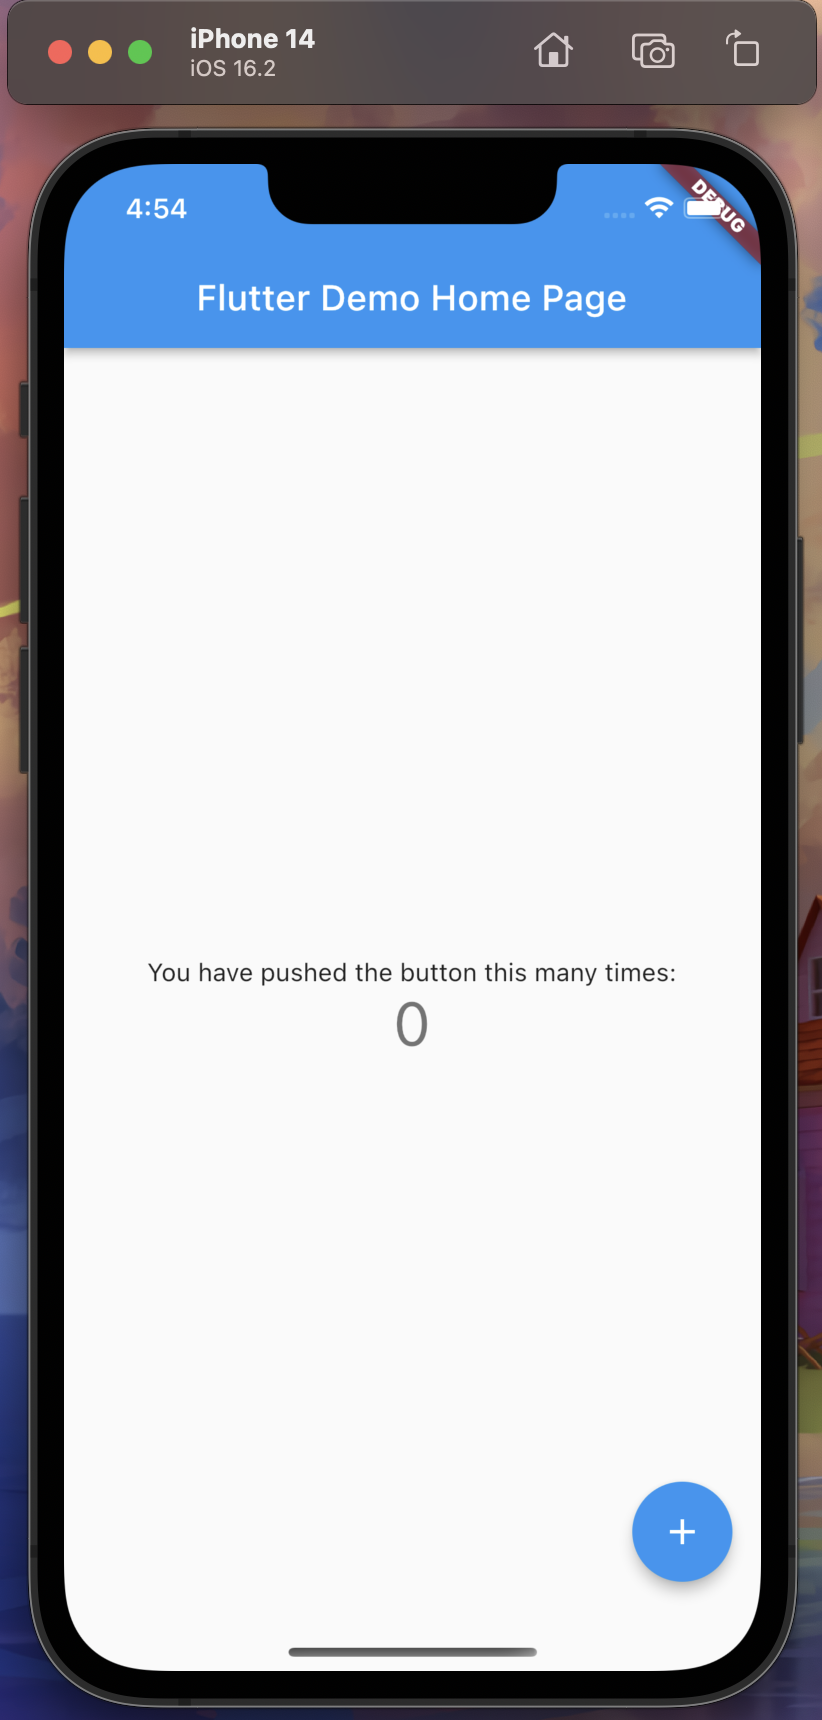 iPhone 14
iOS 16.2
4:54
DEBUG
Flutter Demo Home Page
You have pushed the button this many times:
0
+